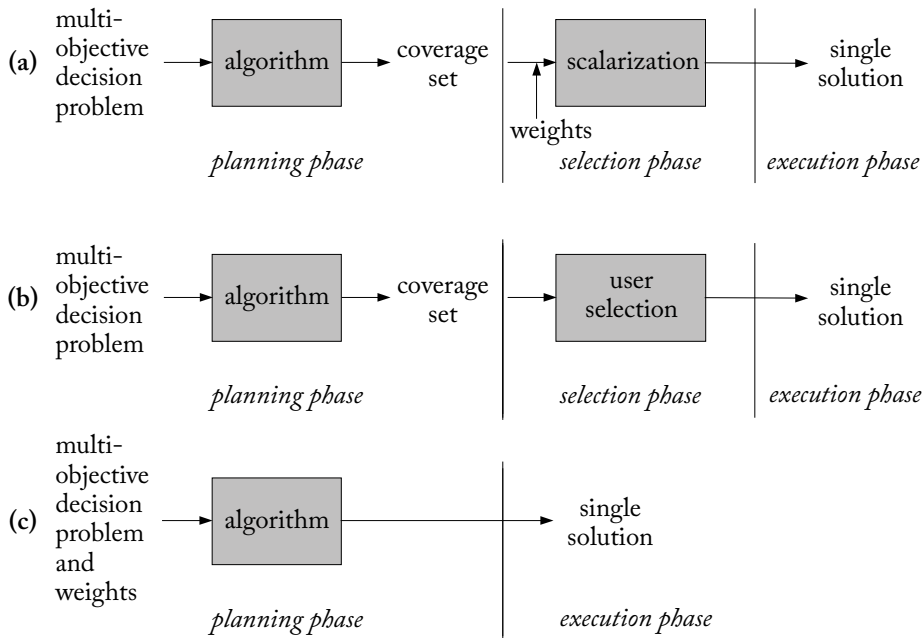 multi-
objective
decision
problem
(a)
algorithm
coverage
set
weights
scalarization
single
solution
planning phase
selection phase
execution phase
multi-
objective
decision
problem
(b)
algorithm
coverage
set
user
selection
single
solution
planning phase
selection phase
execution phase
multi-
objective
decision
problem
and
weights
(c)
algorithm
single
solution
planning phase
execution phase